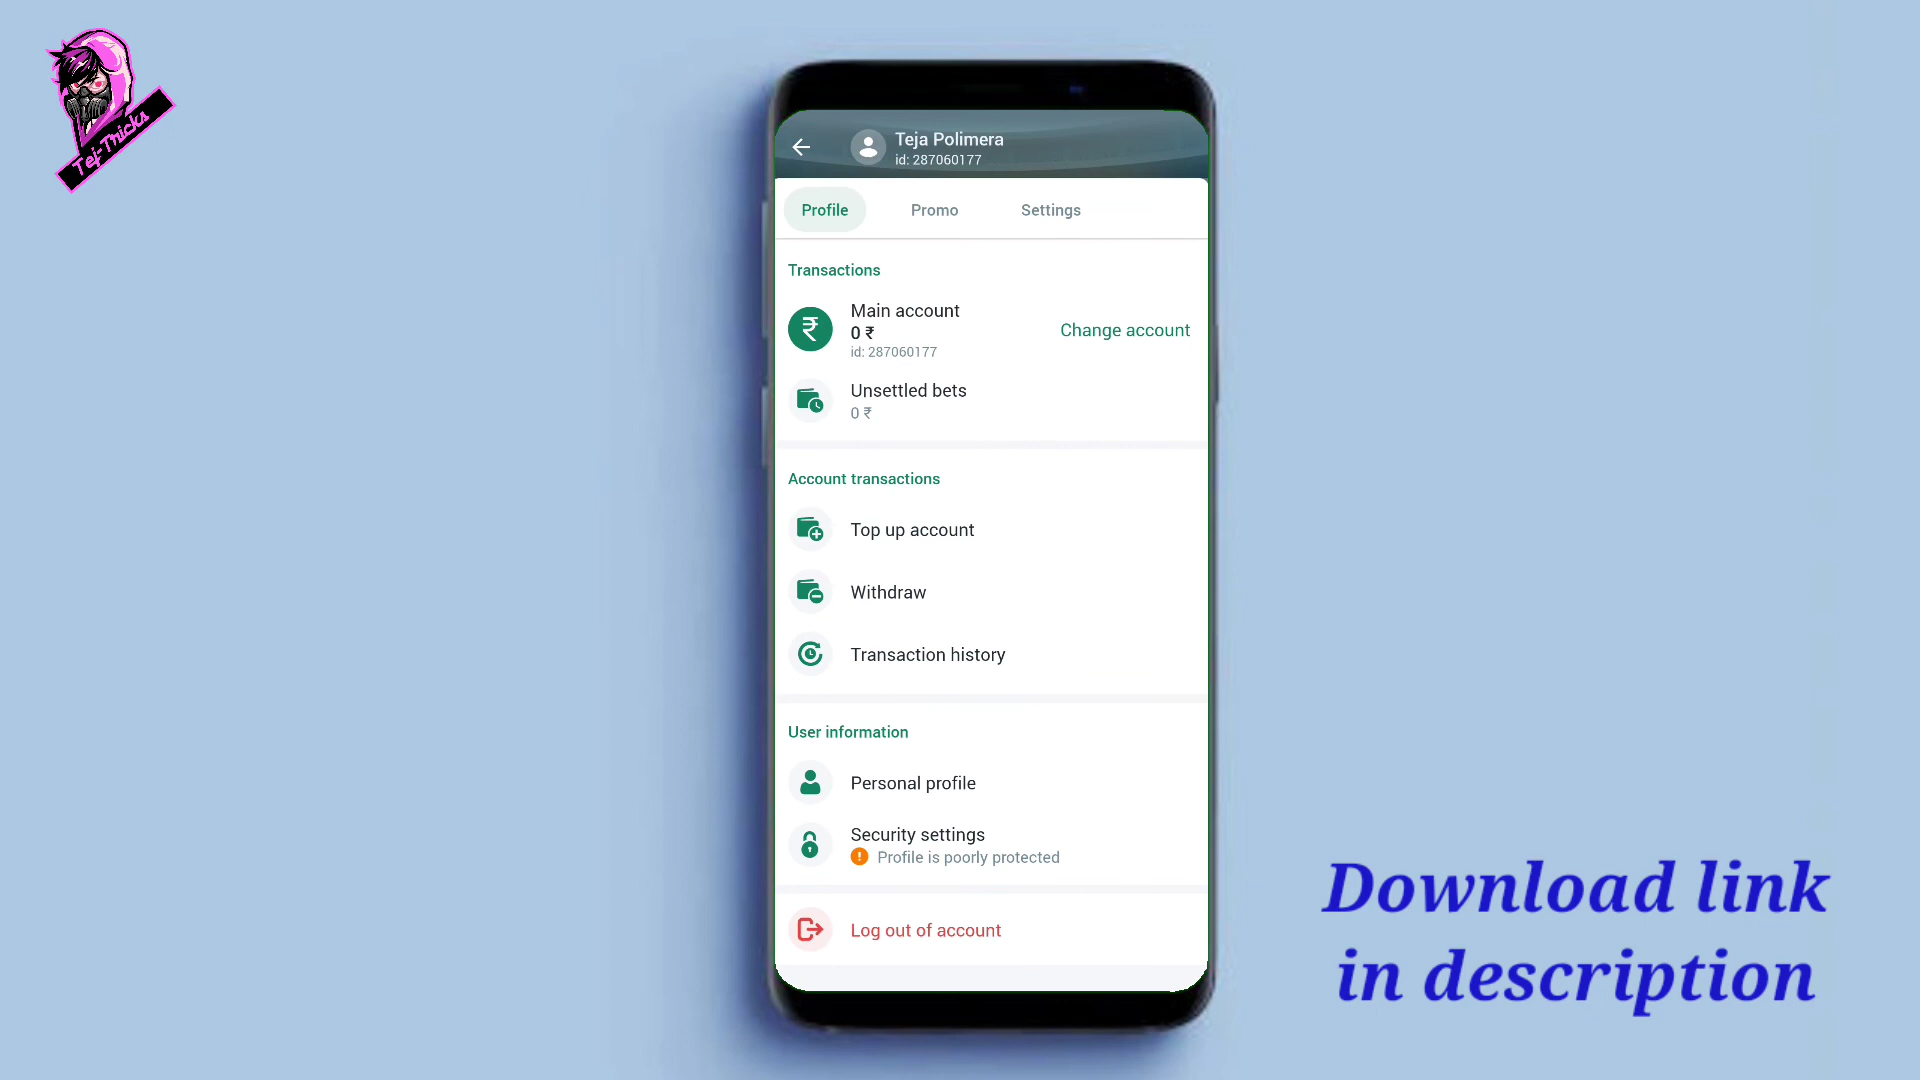 Tej-Tricks
Teja Polimera
id: 287060177
Profile
Promo
Settings
Transactions
Main account
0 ₹
id: 287060177
Change account
Unsettled bets
0 ₹
Account transactions
Top up account
Withdraw
Transaction history
User information
Personal profile
Security settings
Profile is poorly protected
Log out of account
Download link
in description